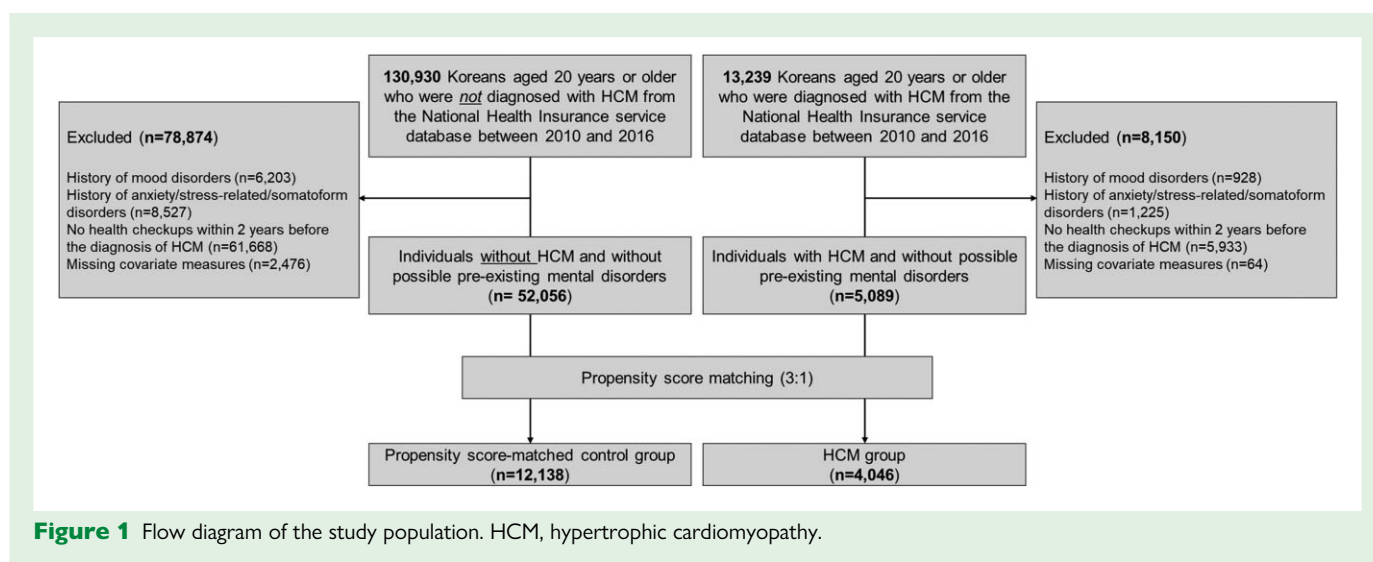 130,930 Koreans aged 20 years or older
who were not diagnosed with HCM from
the National Health Insurance service
database between 2010 and 2016
13,239 Koreans aged 20 years or older
who were diagnosed with HCM from the
National Health Insurance service
database between 2010 and 2016
Excluded (n=78,874)
History of mood disorders (n=6,203)
History of anxiety/stress-related/somatoform
disorders (n=8,527)
No health checkups within 2 years before
the diagnosis of HCM (n=61,668)
Missing covariate measures (n=2,476)
Excluded (n=8,150)
History of mood disorders (n=928)
History of anxiety/stress-related/somatoform
disorders (n=1,225)
No health checkups within 2 years before
the diagnosis of HCM (n=5,933)
Missing covariate measures (n=64)
Individuals without HCM and without
possible pre-existing mental disorders
(n= 52,056)
Individuals with HCM and without possible
pre-existing mental disorders
(n=5,089)
Propensity score matching (3:1)
Propensity score-matched control group
(n=12,138)
HCM group
(n=4,046)
Figure 1 Flow diagram of the study population. HCM, hypertrophic cardiomyopathy.